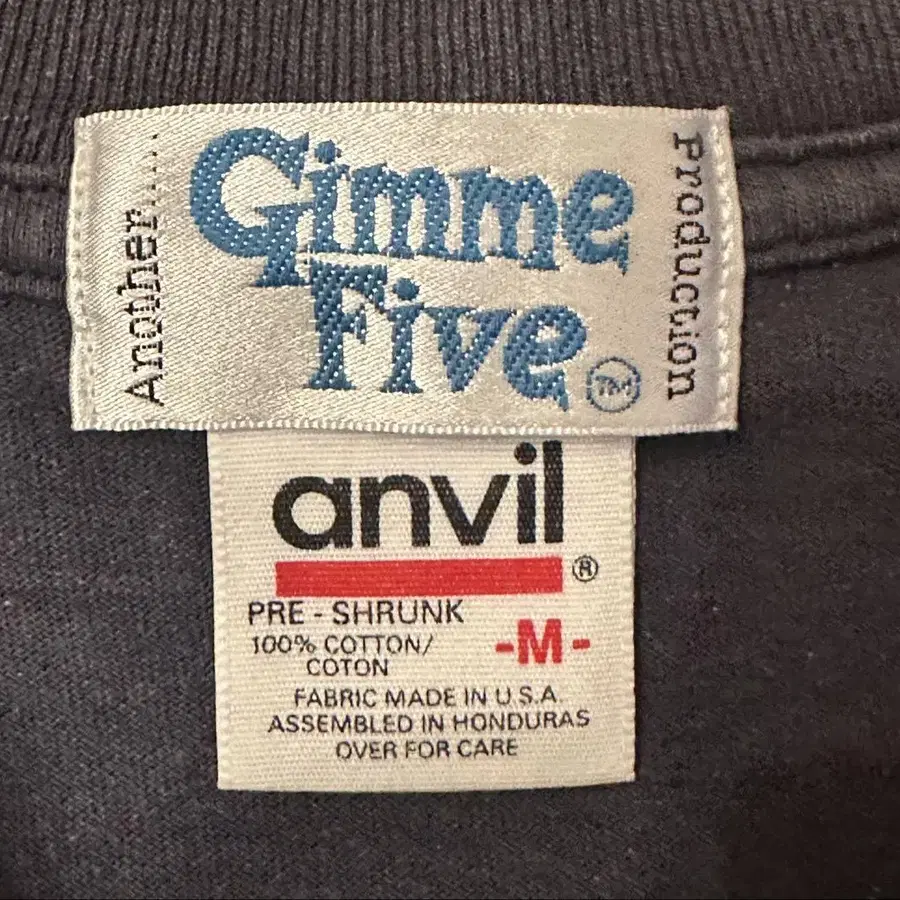 Another.....
Gimme
Five
TM
Production
anvil
®
PRE - SHRUNK
100% COTTON/
COTON
-M-
FABRIC MADE IN U.S.A.
ASSEMBLED IN HONDURAS
OVER FOR CARE